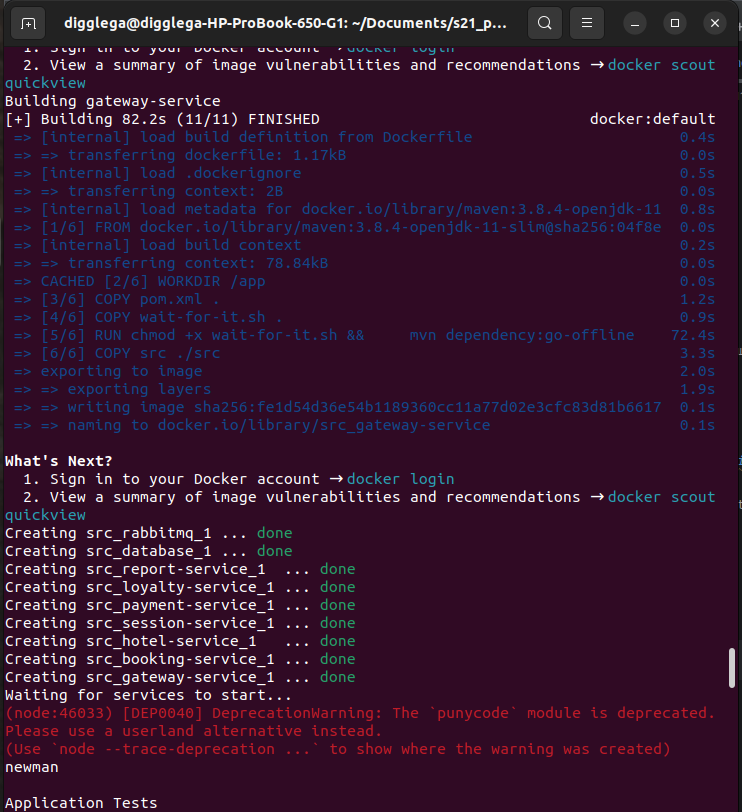 digglega@digglega-HP-ProBook-650-G1: ~/Documents/s21_p...
1. Sign in to your Docker account → docker login
2. View a summary of image vulnerabilities and recommendations → docker scout
quickview
Building gateway-service
[+] Building 82.2s (11/11) FINISHED docker:default
=> [internal] load build definition from Dockerfile 0.4s
=> => transferring dockerfile: 1.17kB 0.0s
=> [internal] load .dockerignore 0.5s
=> => transferring context: 2B 0.0s
=> [internal] load metadata for docker.io/library/maven:3.8.4-openjdk-11 0.8s
=> [1/6] FROM docker.io/library/maven:3.8.4-openjdk-11-slim@sha256:04f8e 0.0s
=> [internal] load build context 0.2s
=> => transferring context: 78.84kB 0.0s
=> CACHED [2/6] WORKDIR /app 0.0s
=> [3/6] COPY pom.xml . 1.2s
=> [4/6] COPY wait-for-it.sh . 0.9s
=> [5/6] RUN chmod +x wait-for-it.sh && mvn dependency:go-offline 72.4s
=> [6/6] COPY src ./src 3.3s
=> exporting to image 2.0s
=> => exporting layers 1.9s
=> => writing image sha256:fe1d54d36e54b1189360cc11a77d02e3cfc83d81b6617 0.1s
=> => naming to docker.io/library/src_gateway-service 0.1s
What's Next?
1. Sign in to your Docker account → docker login
2. View a summary of image vulnerabilities and recommendations → docker scout
quickview
Creating src_rabbitmq_1 ... done
Creating src_database_1 ... done
Creating src_report-service_1 ... done
Creating src_loyalty-service_1 ... done
Creating src_payment-service_1 ... done
Creating src_session-service_1 ... done
Creating src_hotel-service_1 ... done
Creating src_booking-service_1 ... done
Creating src_gateway-service_1 ... done
Waiting for services to start...
(node:46033) [DEP0040] DeprecationWarning: The `punycode` module is deprecated.
Please use a userland alternative instead.
(Use `node --trace-deprecation ...` to show where the warning was created)
newman
Application Tests